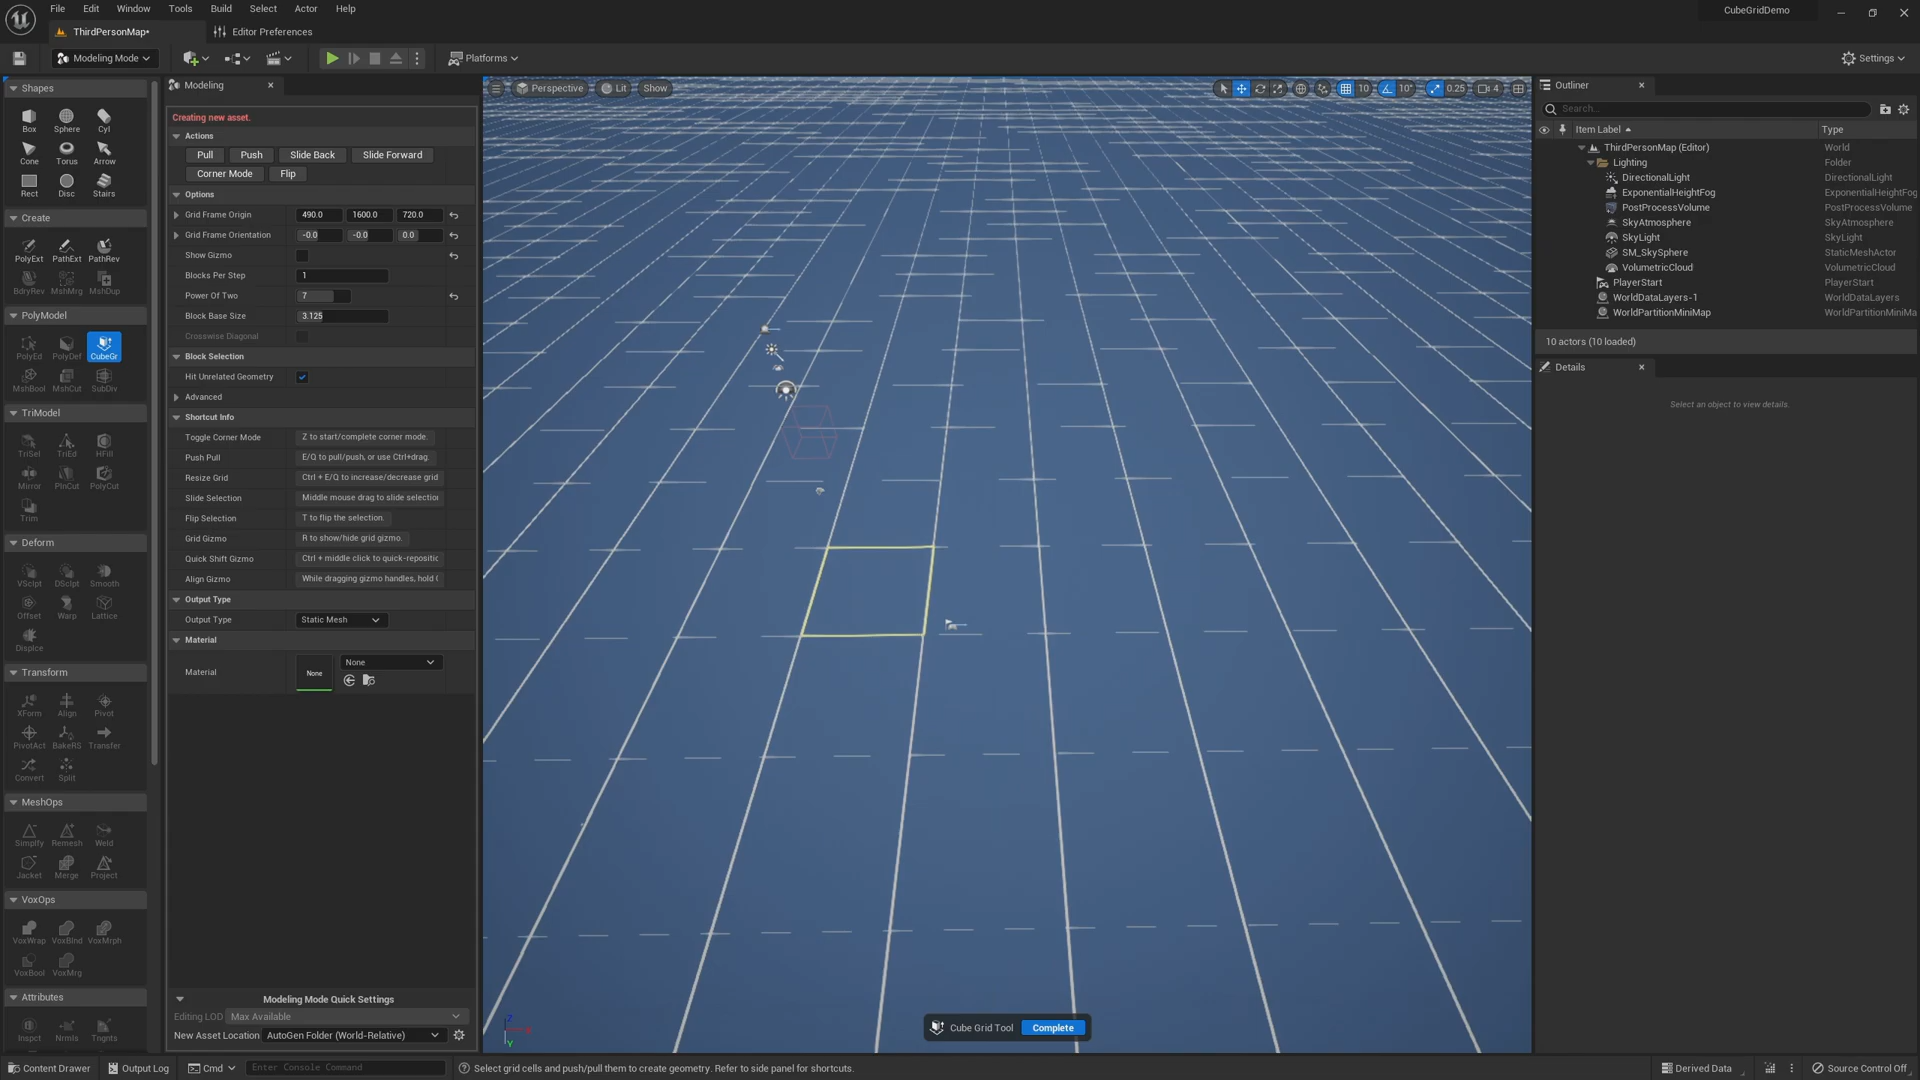 File Edit Window Tools Build Select Actor Help
CubeGridDemo
ThirdPersonMap*
Editor Preferences
Modeling Mode
Platforms
Settings
Shapes
Box Sphere Cyl
Cone Torus Arrow
Rect Disc Stairs
Create
PolyExt PathExt PathRev
BdryRev MshMrg MshDup
PolyModel
PolyEd PolyDef CubeGr
MshBool MshCut SubDiv
TriModel
TriSel TriEd HFill
Mirror PlnCut PolyCut
Trim
Deform
VSclpt DSclpt Smooth
Offset Warp Lattice
Displce
Transform
XForm Align Pivot
PivotAct BakeRS Transfer
Convert Split
MeshOps
Simplfy Remesh Weld
Jacket Merge Project
VoxOps
VoxWrap VoxBlnd VoxMrph
VoxBool VoxMrg
Attributes
Inspct Nrmls Tngnts
Modeling
Creating new asset.
Actions
Pull Push Slide Back Slide Forward
Corner Mode Flip
Options
Grid Frame Origin 490.0 1600.0 720.0
Grid Frame Orientation -0.0 -0.0 0.0
Show Gizmo
Blocks Per Step 1
Power Of Two 7
Block Base Size 3.125
Crosswise Diagonal
Block Selection
Hit Unrelated Geometry
Advanced
Shortcut Info
Toggle Corner Mode Z to start/complete corner mode.
Push Pull E/Q to pull/push, or use Ctrl+drag.
Resize Grid Ctrl + E/Q to increase/decrease grid
Slide Selection Middle mouse drag to slide selection
Flip Selection T to flip the selection.
Grid Gizmo R to show/hide grid gizmo.
Quick Shift Gizmo Ctrl + middle click to quick-repositic
Align Gizmo While dragging gizmo handles, hold (
Output Type
Output Type Static Mesh
Material
Material None None
Modeling Mode Quick Settings
Editing LOD Max Available
New Asset Location AutoGen Folder (World-Relative)
Perspective Lit Show
10 10° 0.25 4
Z
Y
Cube Grid Tool Complete
Outliner
Search...
Item Label Type
ThirdPersonMap (Editor) World
Lighting Folder
DirectionalLight DirectionalLight
ExponentialHeightFog ExponentialHeightFog
PostProcessVolume PostProcessVolume
SkyAtmosphere SkyAtmosphere
SkyLight SkyLight
SM_SkySphere StaticMeshActor
VolumetricCloud VolumetricCloud
PlayerStart PlayerStart
WorldDataLayers-1 WorldDataLayers
WorldPartitionMiniMap WorldPartitionMiniMa
10 actors (10 loaded)
Details
Select an object to view details.
Content Drawer Output Log Cmd Enter Console Command Select grid cells and push/pull them to create geometry. Refer to side panel for shortcuts. Derived Data Source Control Off